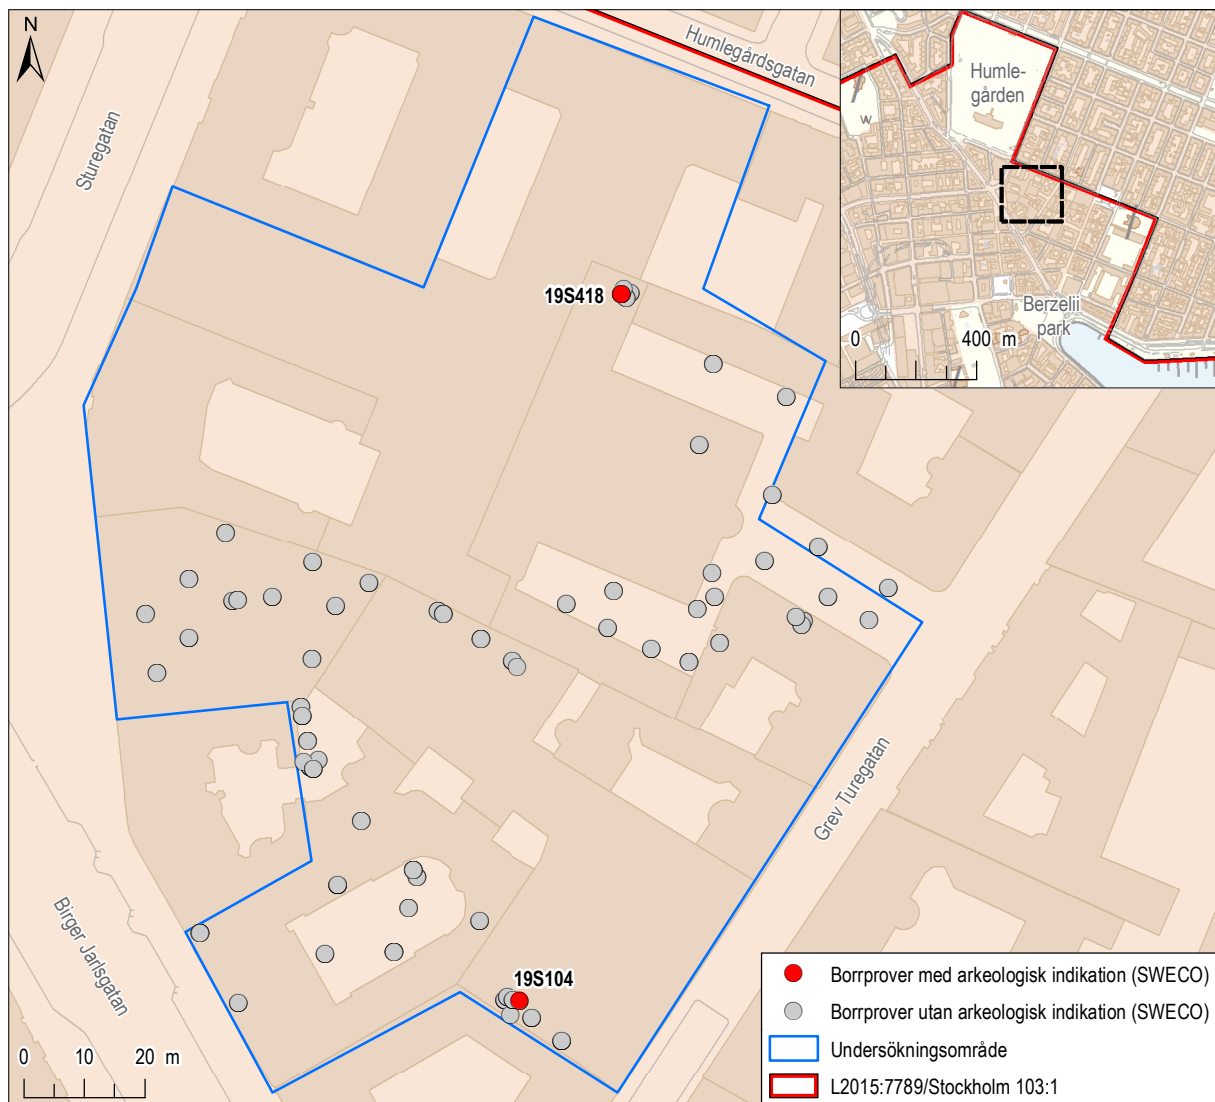 N
Humlegårdsgatan
Sturegatan
Humle-
gården
Berzelii
park
0 400 m
19S418
Grev Turegatan
Birger Jarlsgatan
19S104
0 10 20 m
Borrprover med arkeologisk indikation (SWECO)
Borrprover utan arkeologisk indikation (SWECO)
Undersökningsområde
L2015:7789/Stockholm 103:1